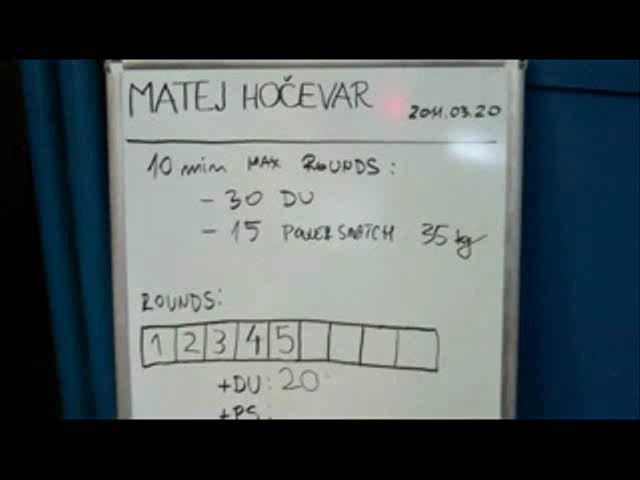 MATEJ HOČEVAR 2011.03.20
10 min MAX ROUNDS:
- 30 DU
- 15 POWER SNATCH 35 kg
ROUNDS:
1 2 3 4 5
+DU: 20
+PS: